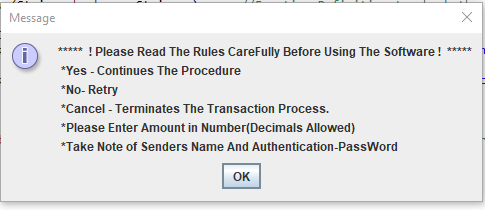 Message
***** ! Please Read The Rules CareFully Before Using The Software ! *****
*Yes - Continues The Procedure
*No- Retry
*Cancel - Terminates The Transaction Process.
*Please Enter Amount in Number(Decimals Allowed)
*Take Note of Senders Name And Authentication-PassWord
OK